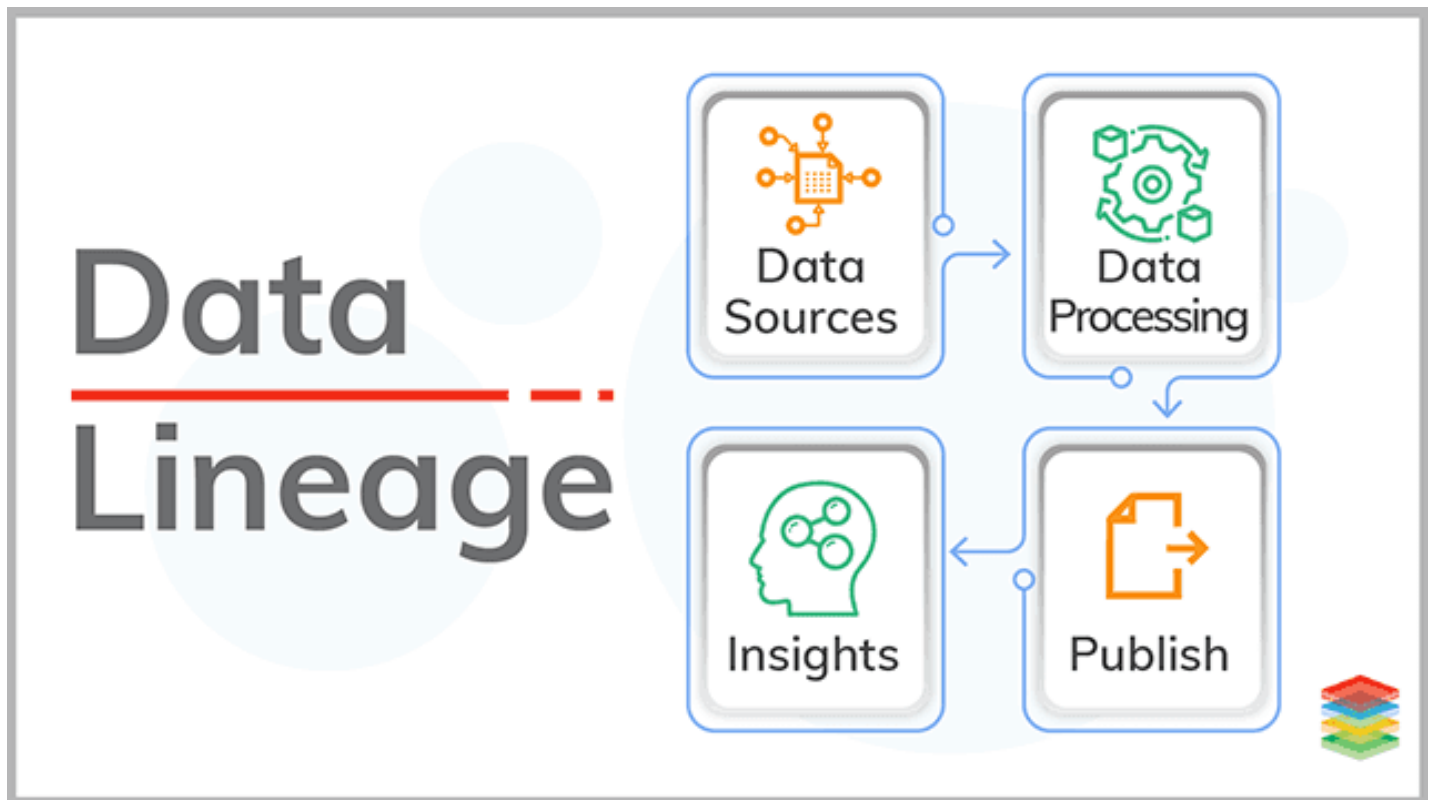 Data
Lineage
Data
Sources
Data
Processing
Insights
Publish